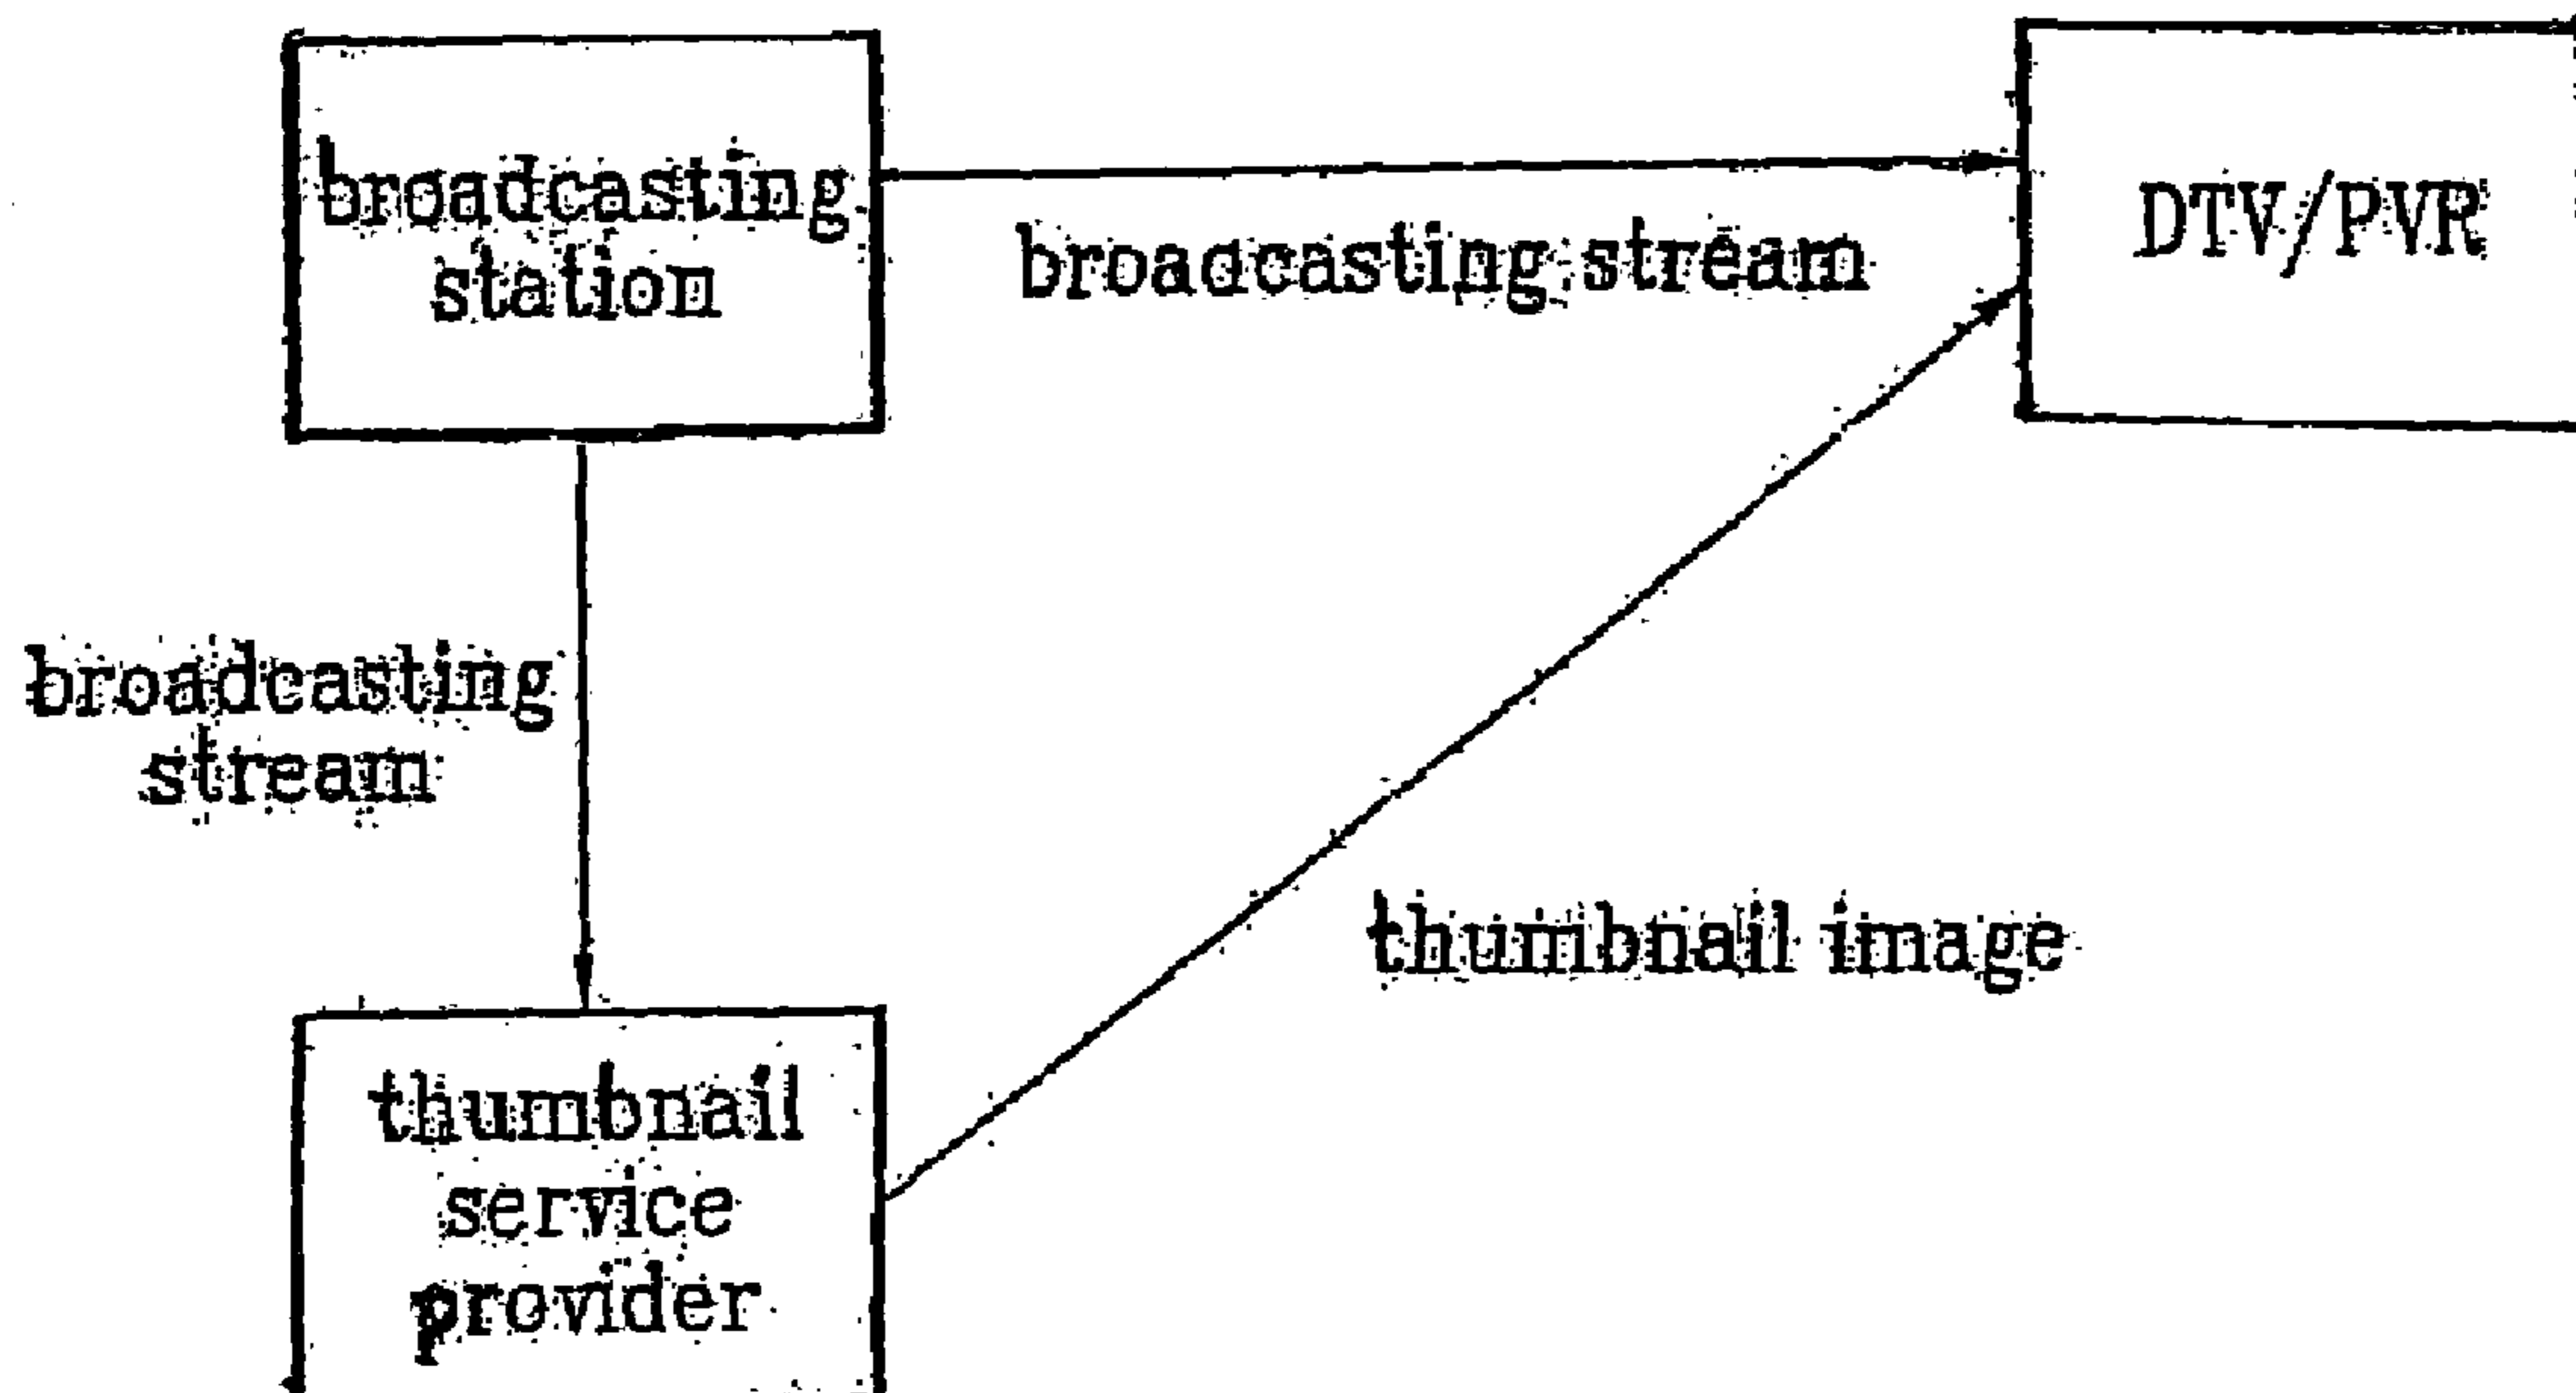 broadcasting
station
broadcasting stream
DTV/PVR
broadcasting
stream
thumbnail image
thumbnail
service
provider